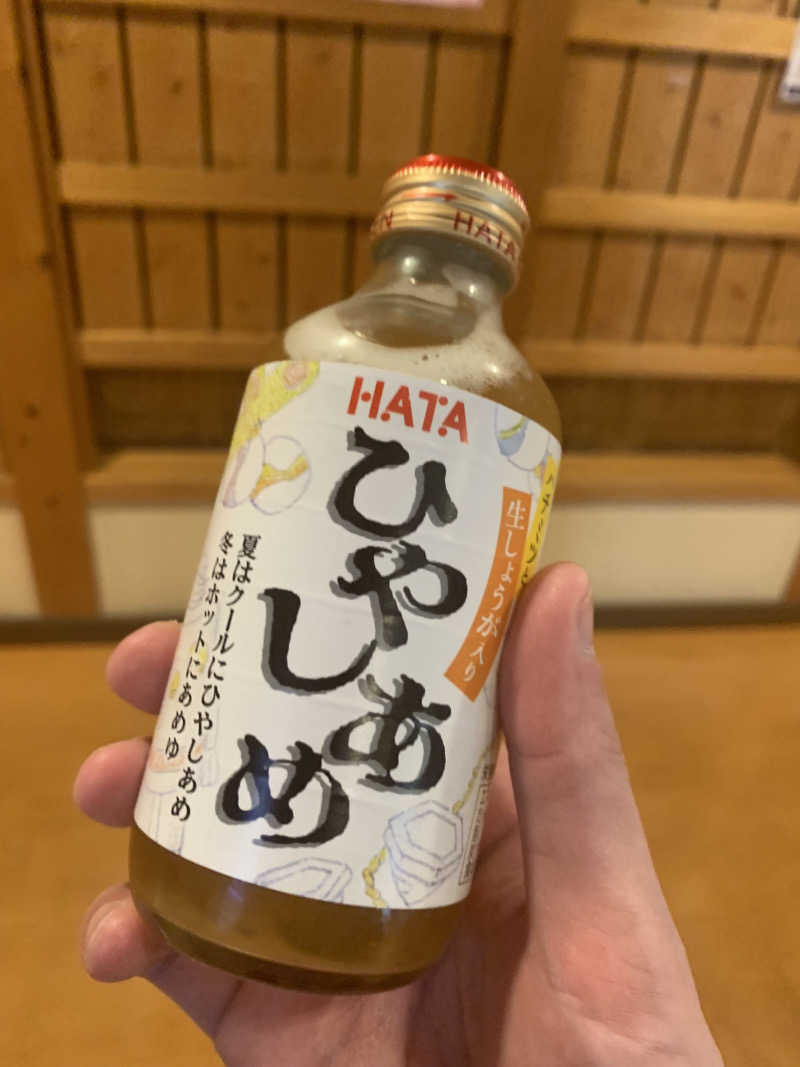 HATA
HATA
ひやしあめ
生しょうが入り
夏はクールにひやしあめ
冬はホットにあめゆ